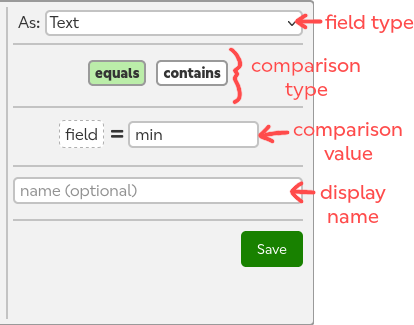 As: Text
field type
equals contains
comparison
type
field = min
comparison
value
name (optional)
display
name
Save